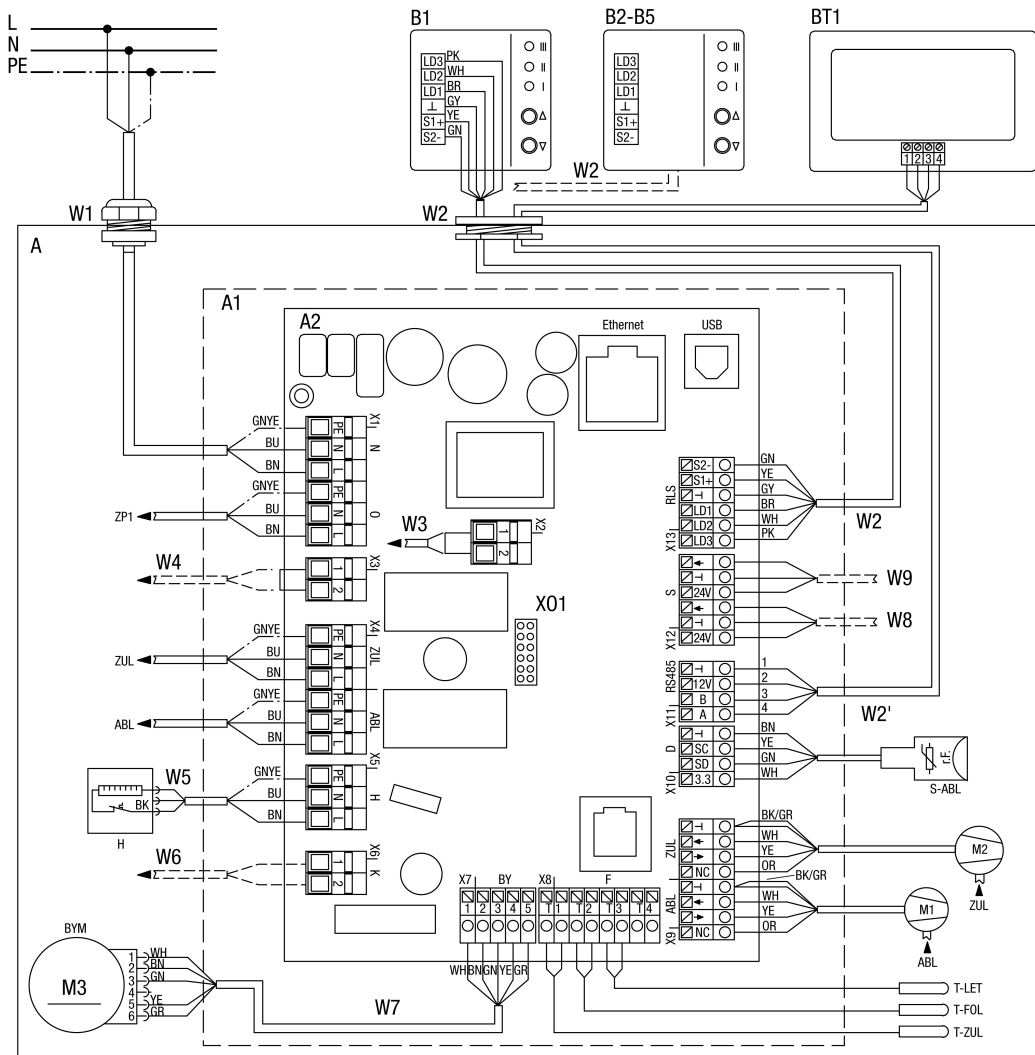 L
N
PE
B1
B2-B5
BT1
LD3
LD2
LD1
⊥
S1+
S2-
PK
WH
BR
GY
YE
GN
III
II
I
Δ
∇
LD3
LD2
LD1
⊥
S1+
S2-
III
II
I
Δ
∇
1 2 3 4
W2
W1
W2
A
A1
A2
Ethernet
USB
GNYE
BU
BN
PE
N
L
X1
N
GNYE
BU
BN
PE
N
L
O
ZP1
W3
1
2
X2
W4
1
2
X3
X01
GNYE
BU
BN
PE
N
L
X4
ZUL
ZUL
GNYE
BU
BN
PE
N
L
ABL
ABL
W5
BK
H
GNYE
BU
BN
PE
N
L
X5
H
W6
1
2
X6
K
RLS
X13
S2-
S1+
⊥
LD1
LD2
LD3
GN
YE
GY
BR
WH
PK
W2
S
X12
⊥
24V
⊥
24V
W9
W8
RS485
X11
⊥
12V
B
A
1
2
3
4
W2'
D
X10
⊥
SC
SD
3.3
BN
YE
GN
WH
r.F.
S-ABL
ZUL
⊥
NC
BK/GR
WH
YE
OR
M2
ZUL
ABL
X9
⊥
NC
BK/GR
WH
YE
OR
M1
ABL
X7 BY X8 F
1 2 3 4 5 T 1 T 2 T 3 T 4
WH BN GN YE GR
BYM
M3
1 WH
2 BN
3 GN
4
5 YE
6 GR
W7
T-LET
T-FOL
T-ZUL